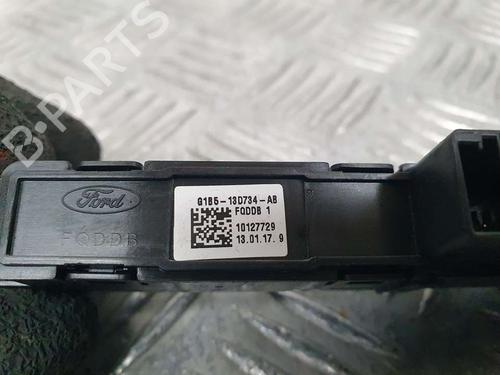 B-PARTS
Ford
FQDDB
G1B5-13D734-AB
FQDDB 1
10127729
13.01.17. 9